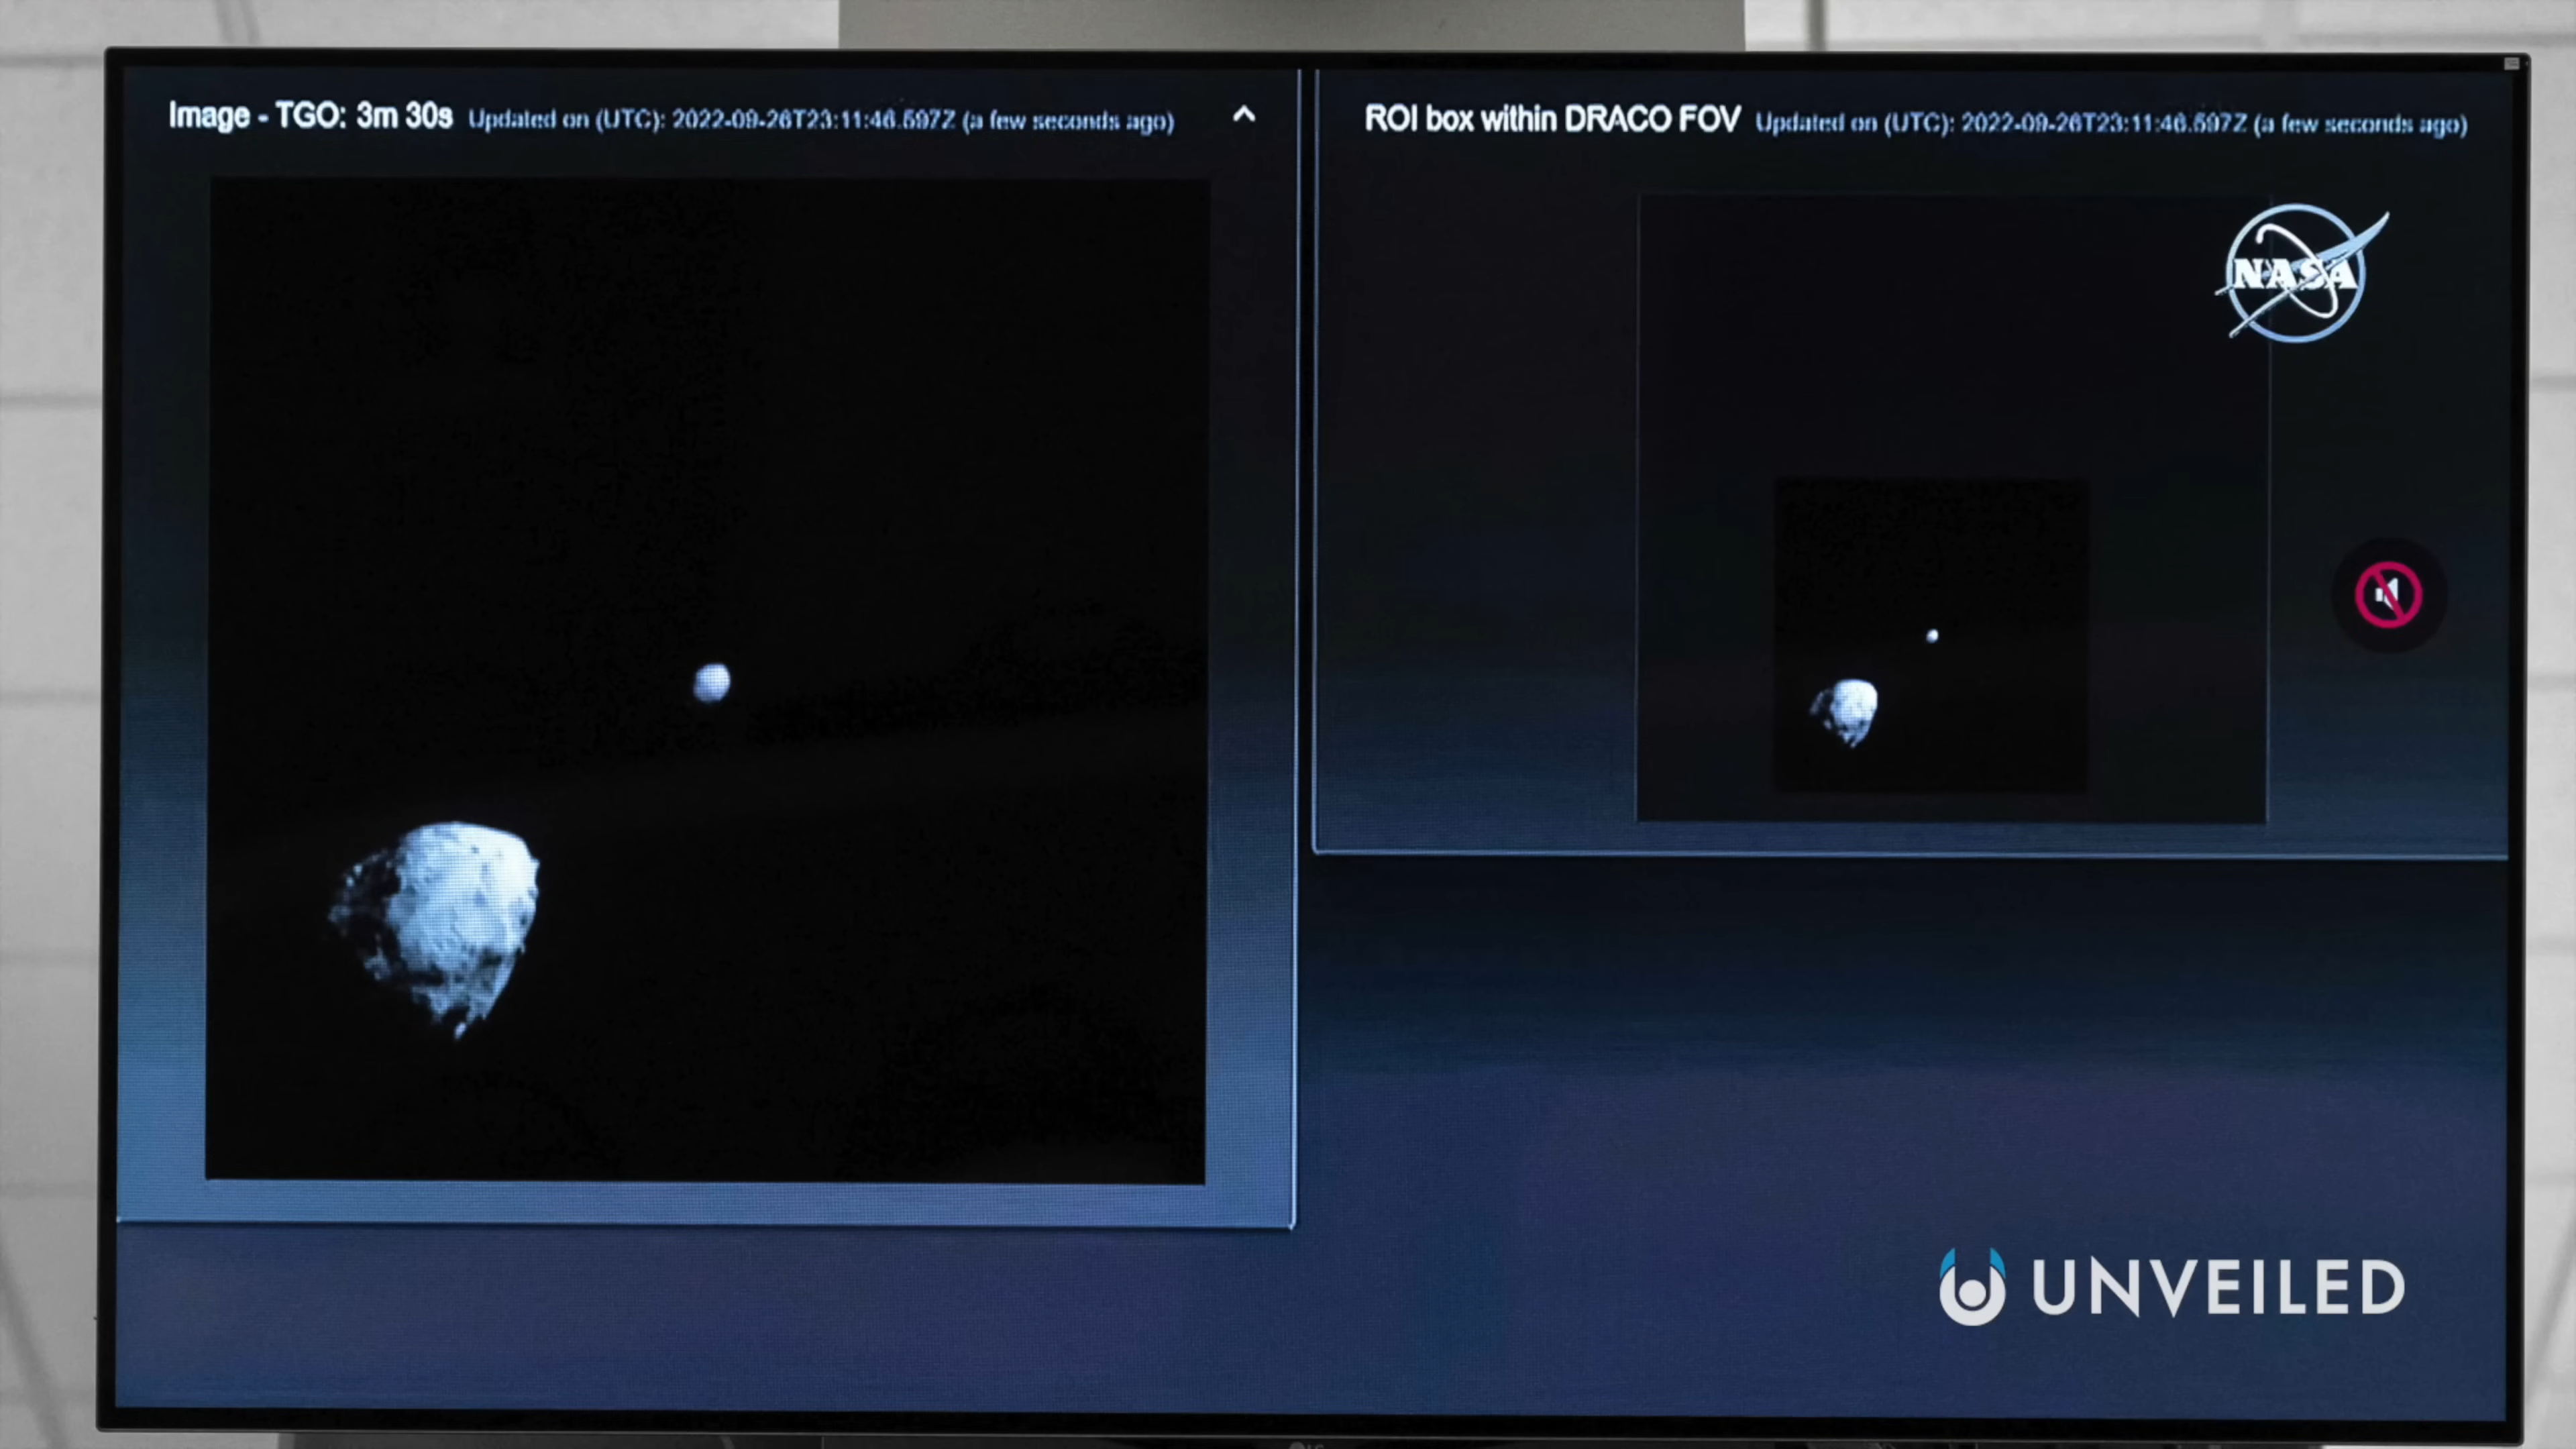 Image - TGO: 3m 30s Updated on (UTC): 2022-09-26T23:11:46.597Z (a few seconds ago)
ROI box within DRACO FOV Updated on (UTC): 2022-09-26T23:11:46.597Z (a few seconds ago)
NASA
UNVEILED
LG